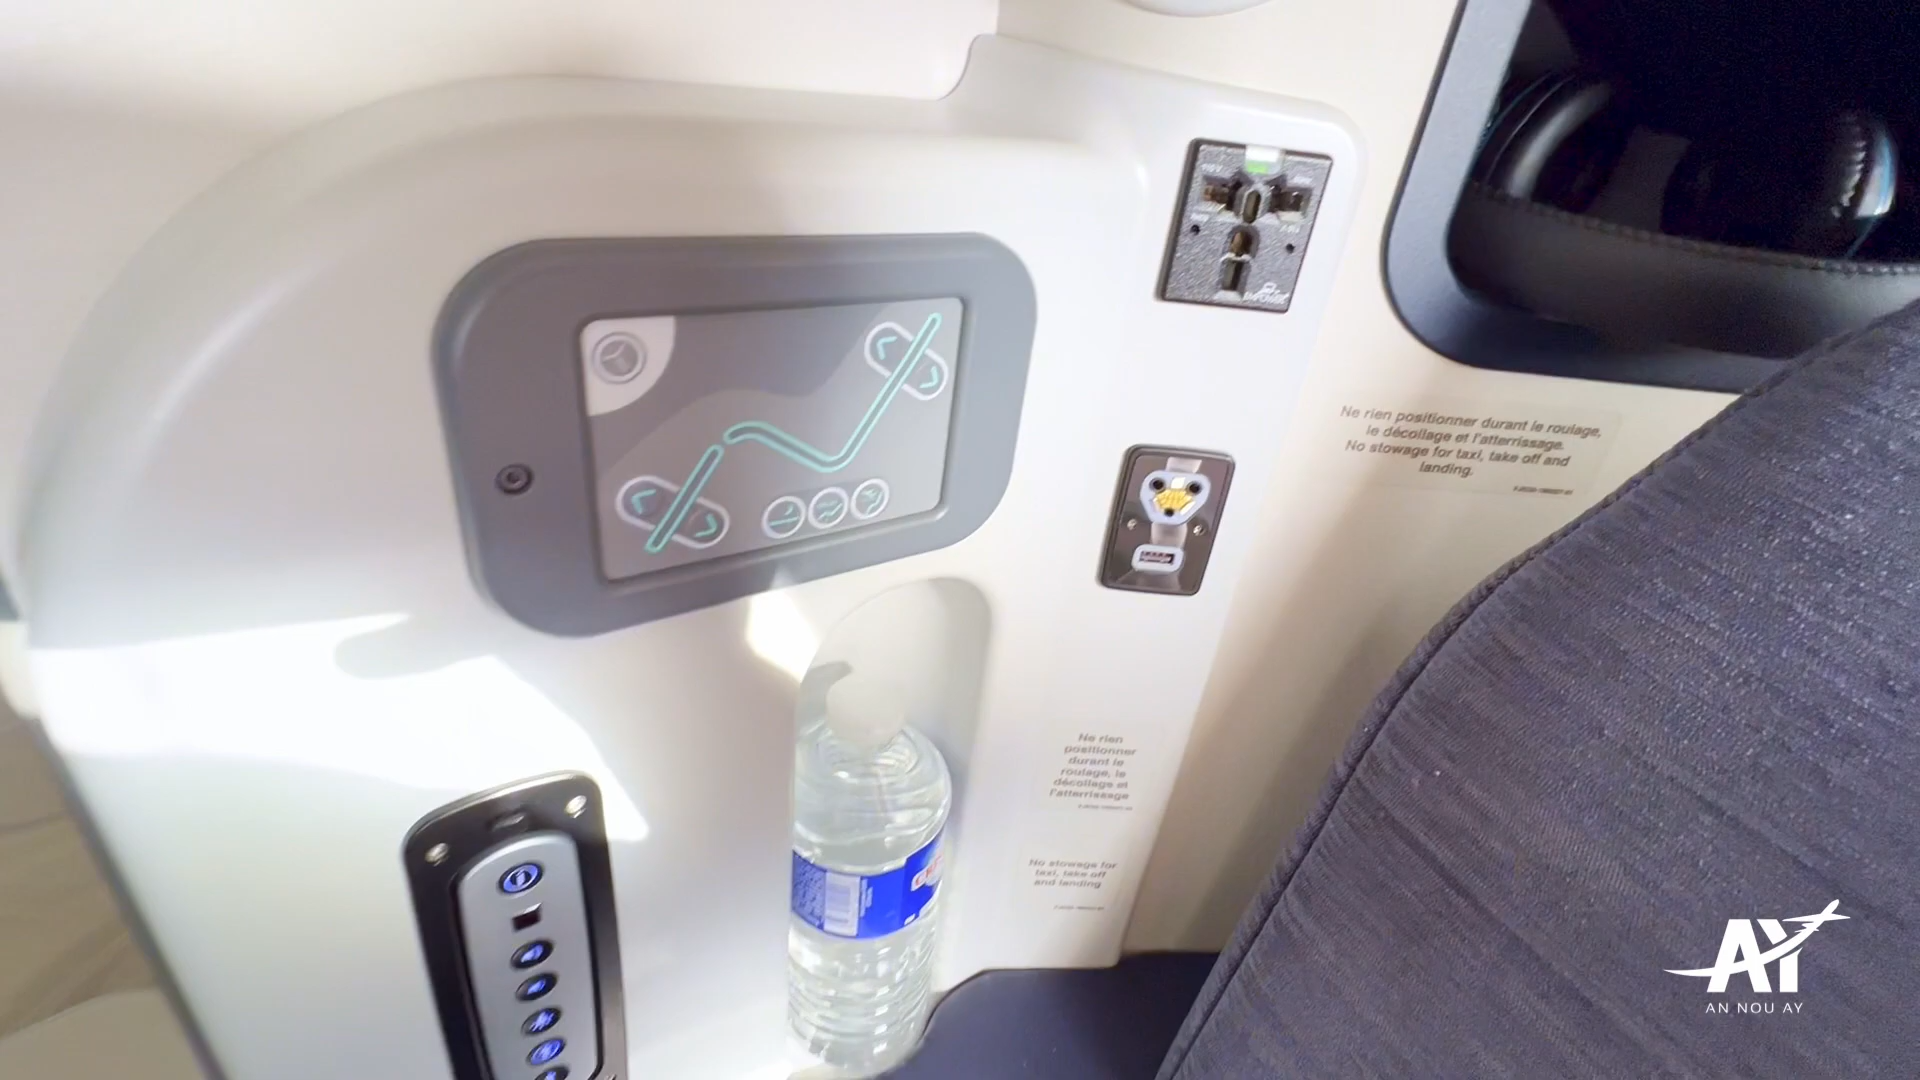 Ne rien positionner durant le roulage,
le décollage et l'atterrissage.
No stowage for taxi, take off and
landing.
Ne rien
positionner
durant le
roulage, le
décollage et
l'atterrissage
No stowage for
taxi, take off
and landing
AY
AN NOU AY